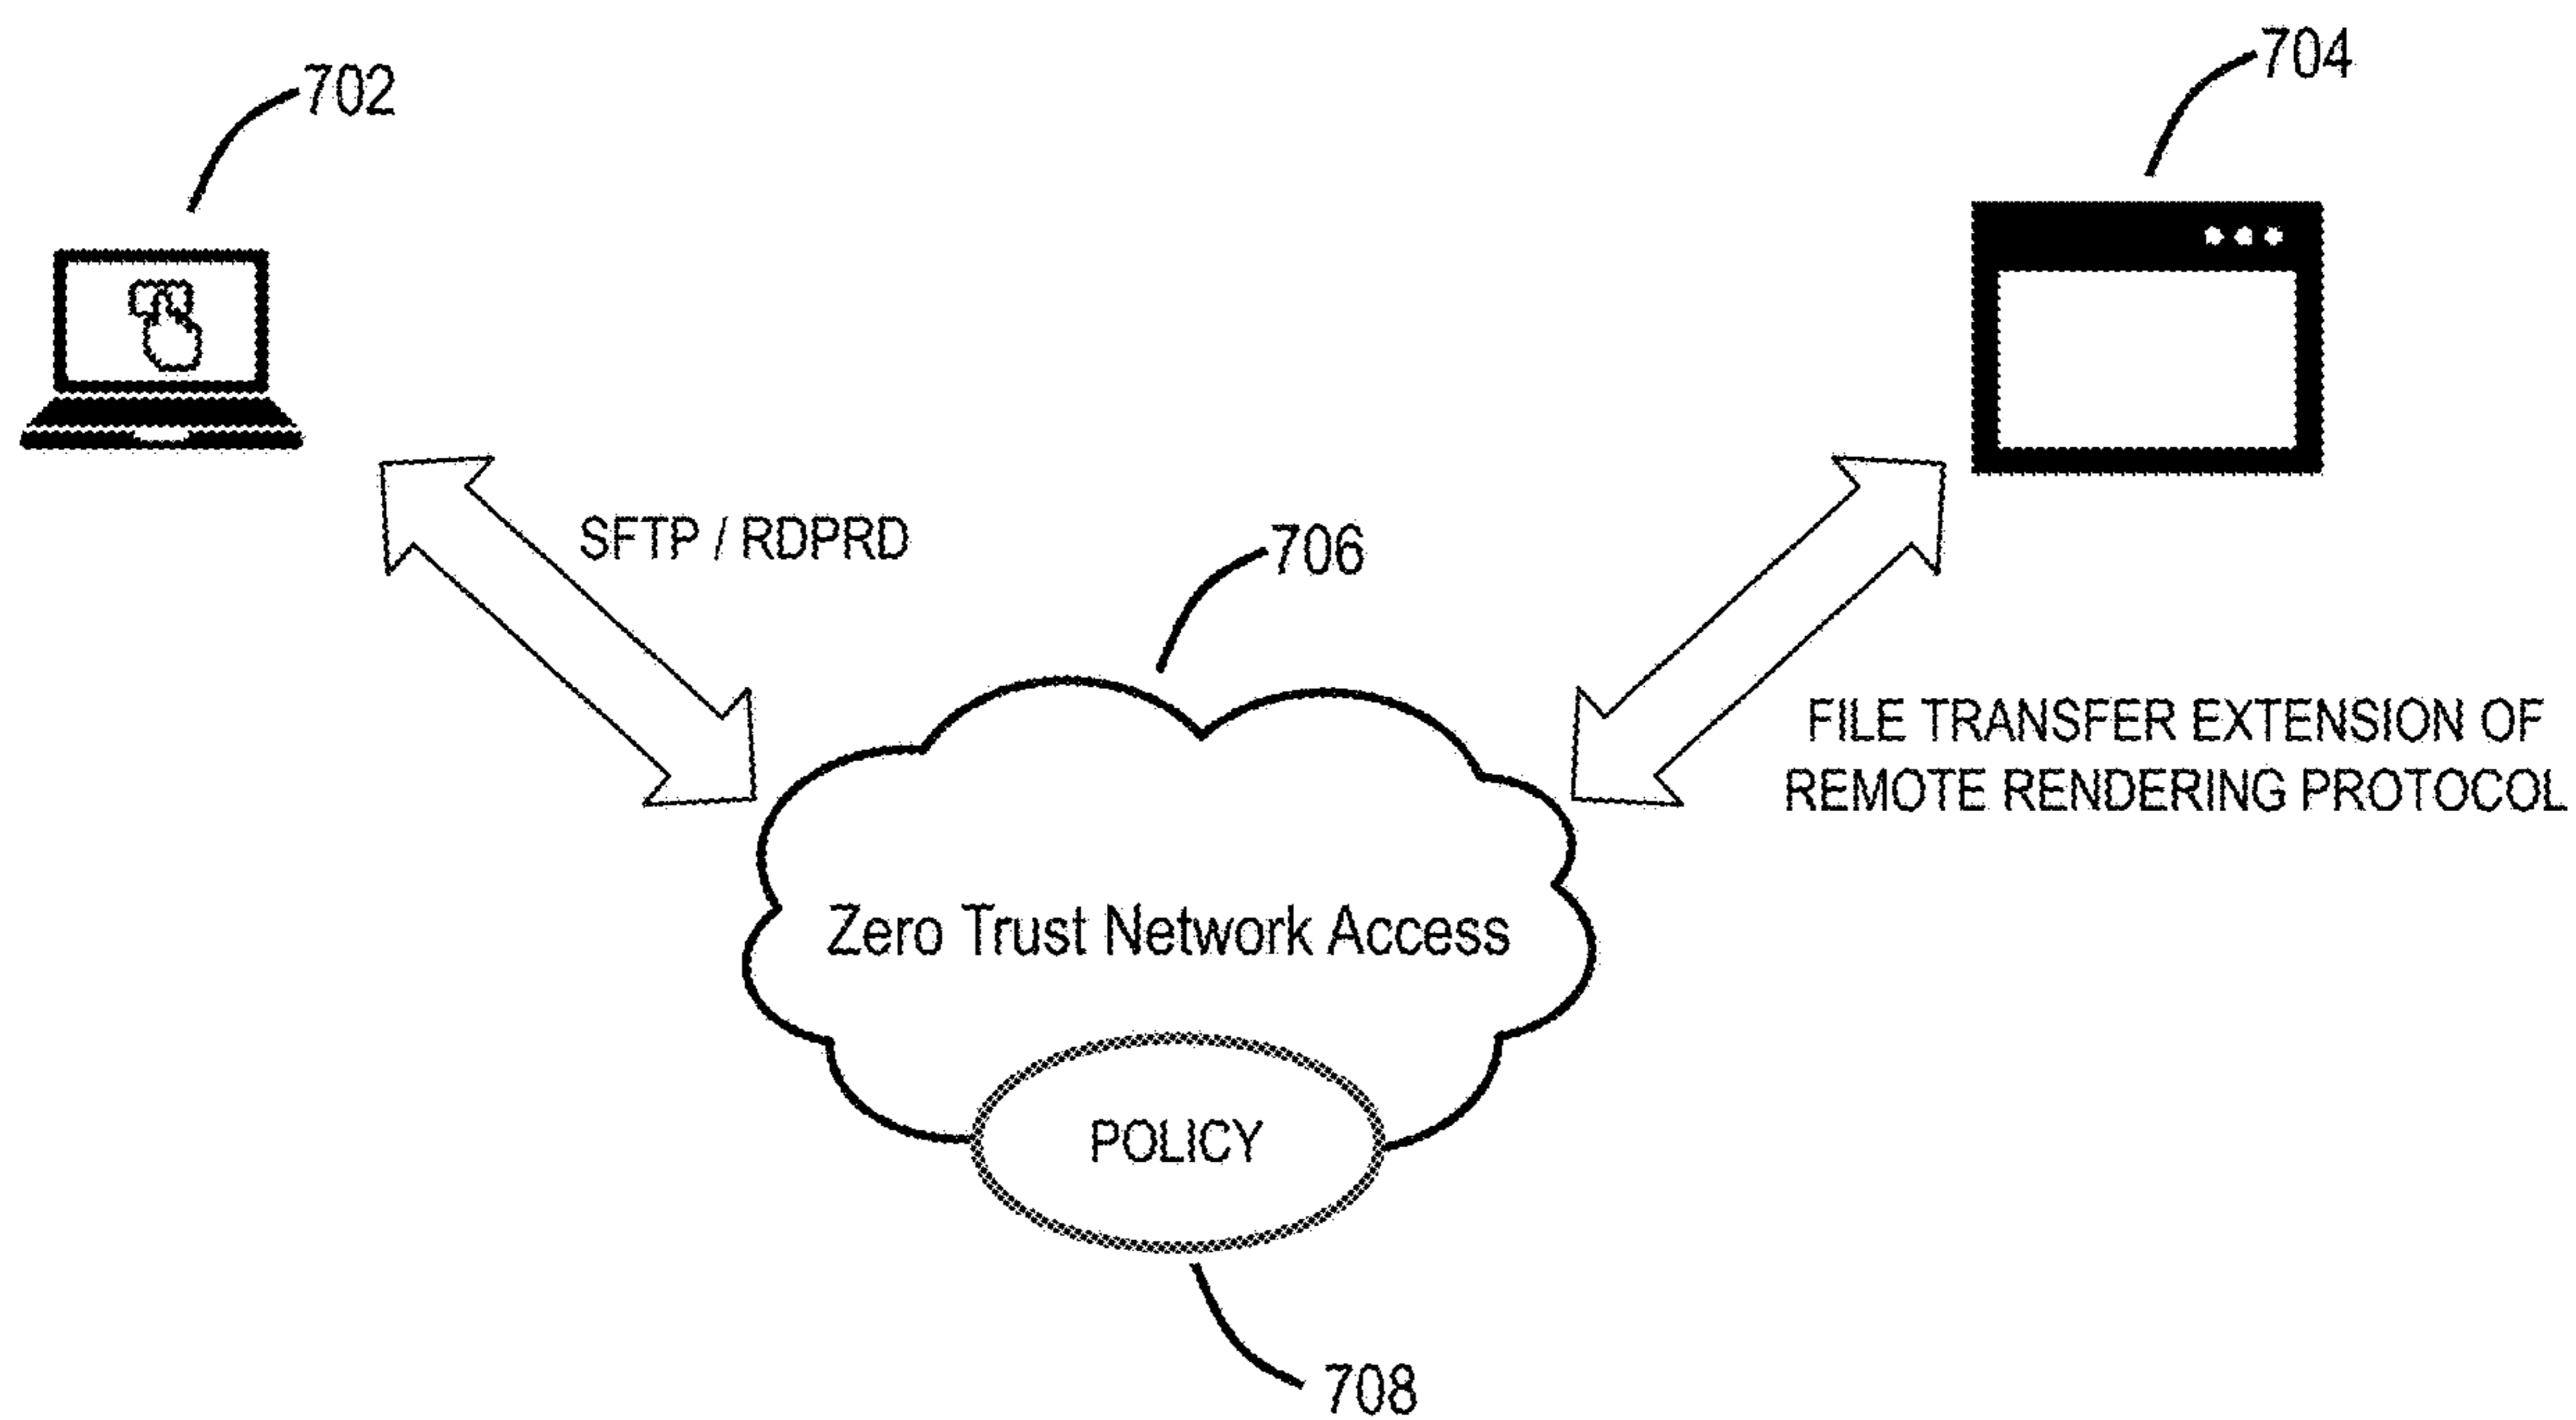 702
704
SFTP / RDPRD
706
FILE TRANSFER EXTENSION OF
REMOTE RENDERING PROTOCOL
Zero Trust Network Access
POLICY
708